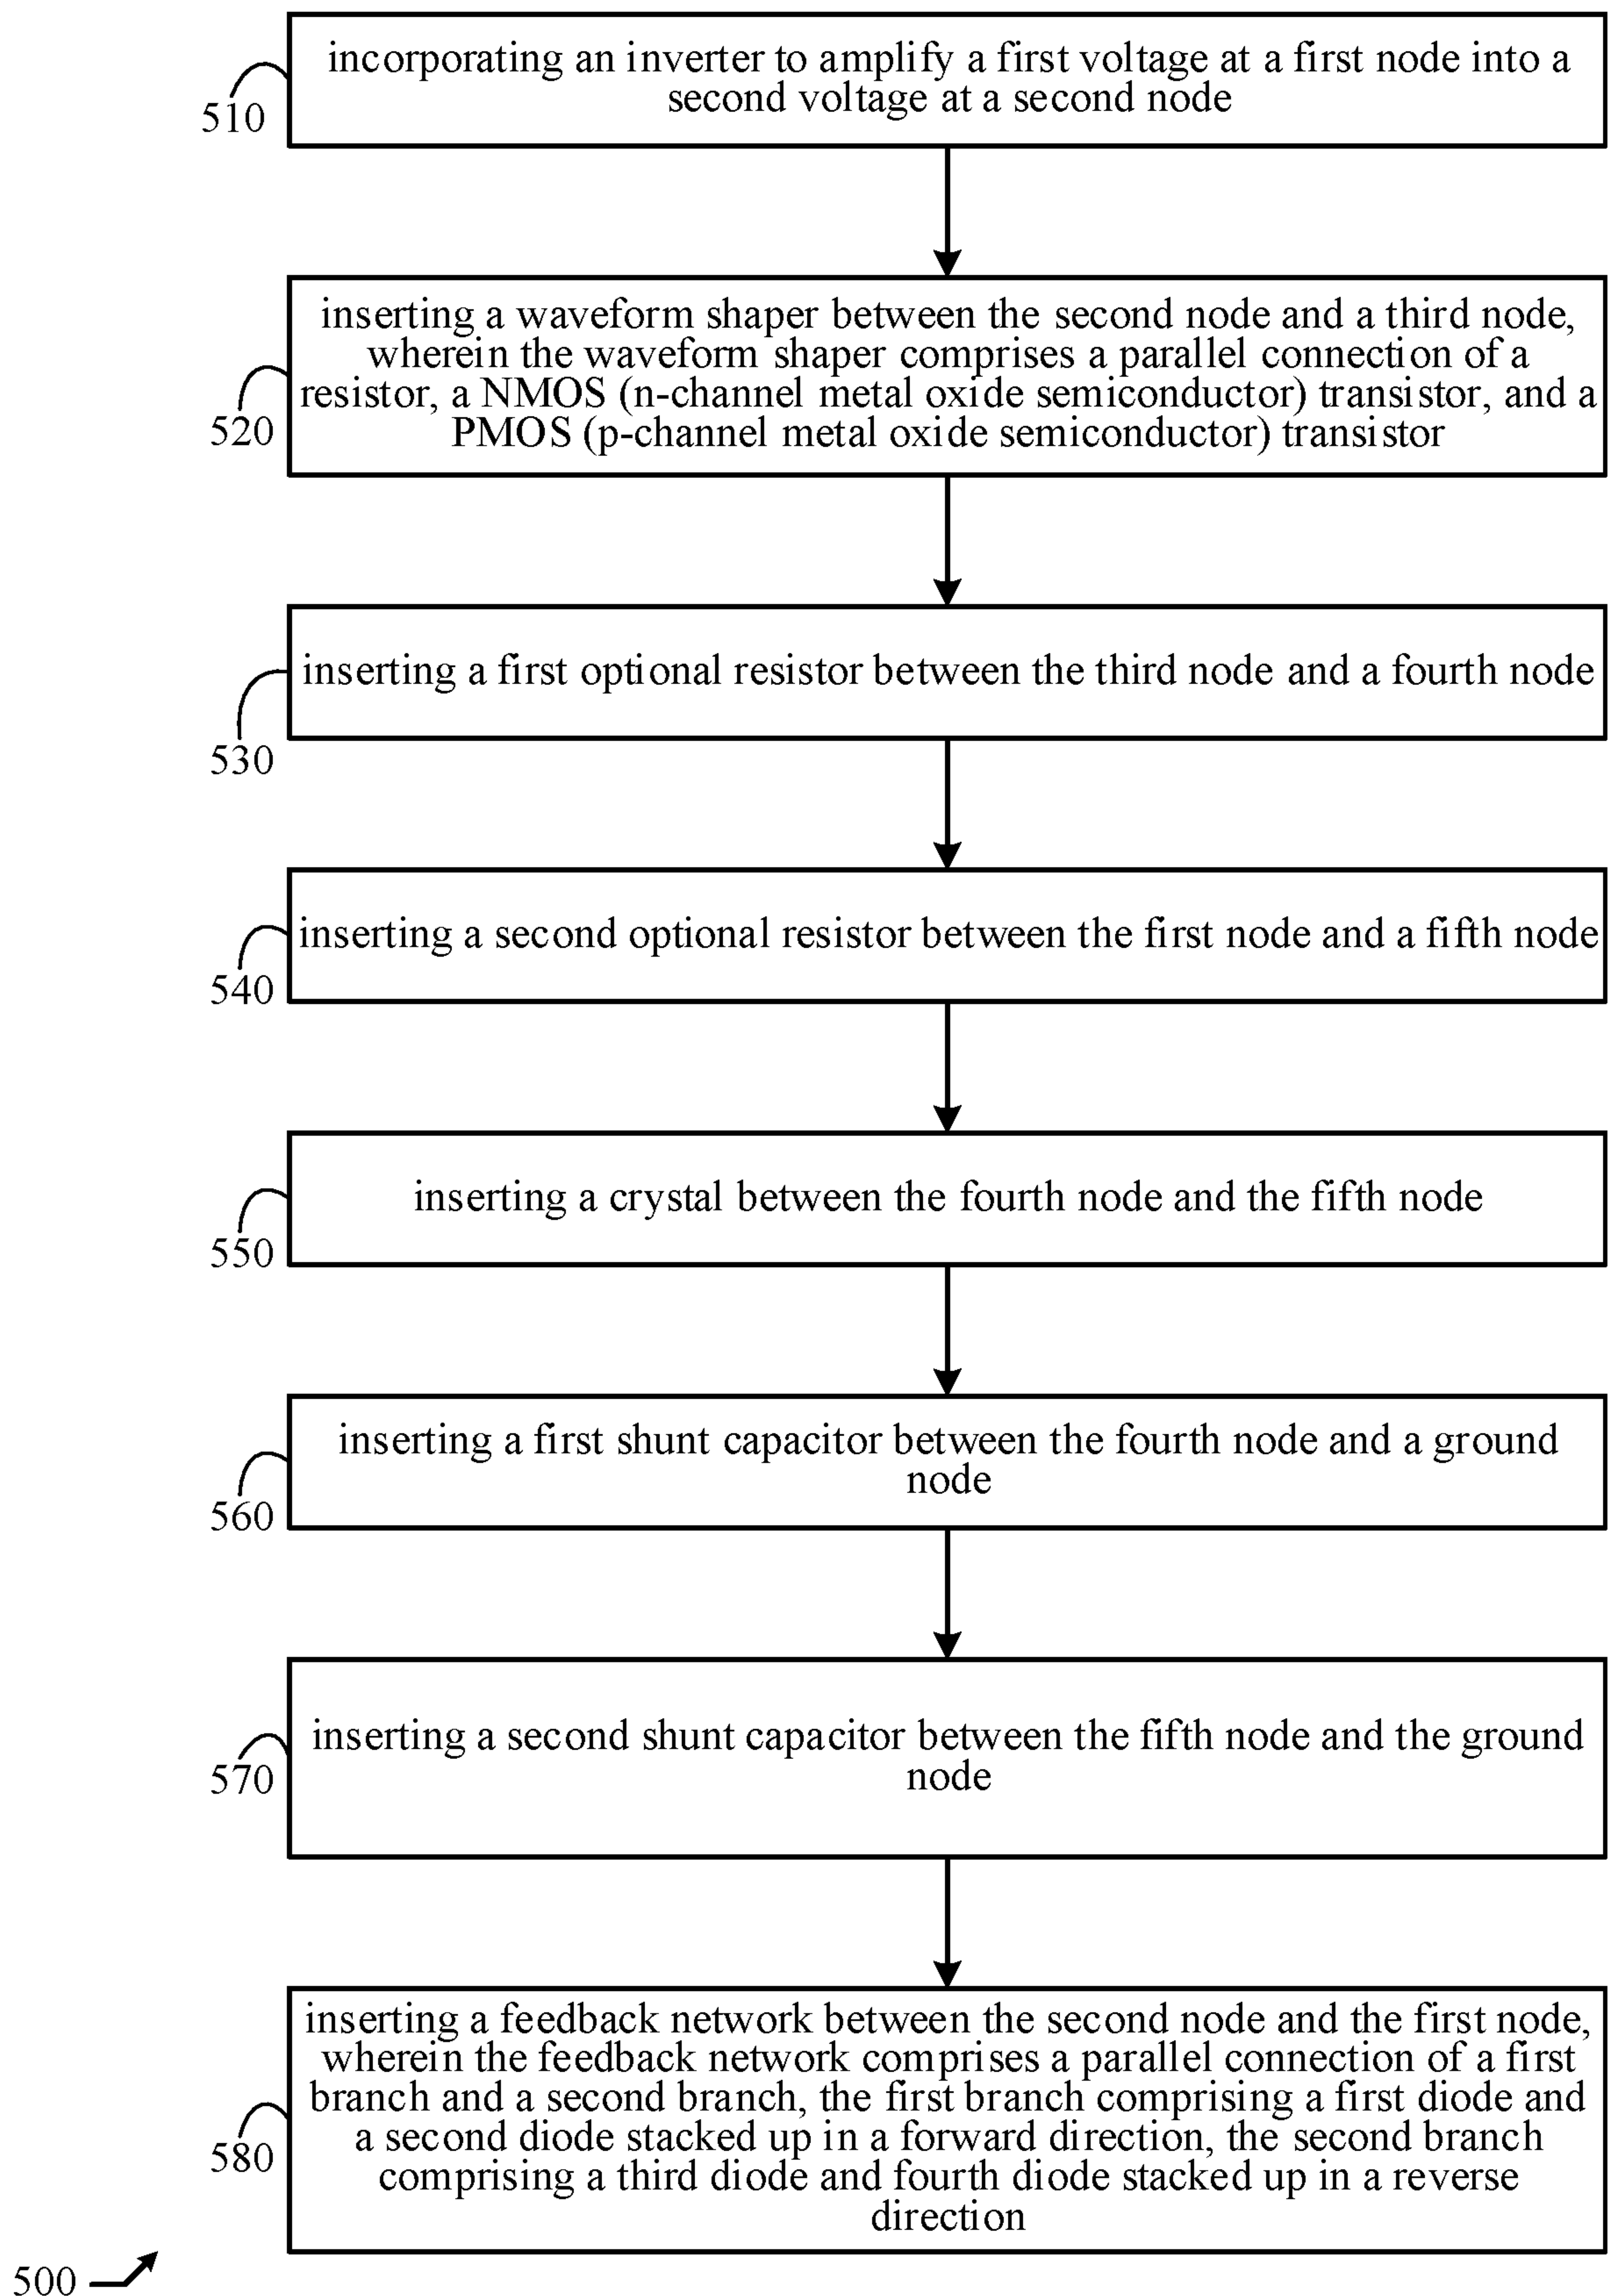 incorporating an inverter to amplify a first voltage at a first node into a
second voltage at a second node
510
inserting a waveform shaper between the second node and a third node,
wherein the waveform shaper comprises a parallel connection of a
resistor, a NMOS (n-channel metal oxide semiconductor) transistor, and a
PMOS (p-channel metal oxide semiconductor) transistor
520
inserting a first optional resistor between the third node and a fourth node
530
inserting a second optional resistor between the first node and a fifth node
540
inserting a crystal between the fourth node and the fifth node
550
inserting a first shunt capacitor between the fourth node and a ground
node
560
inserting a second shunt capacitor between the fifth node and the ground
node
570
inserting a feedback network between the second node and the first node,
wherein the feedback network comprises a parallel connection of a first
branch and a second branch, the first branch comprising a first diode and
a second diode stacked up in a forward direction, the second branch
comprising a third diode and fourth diode stacked up in a reverse
direction
580
500